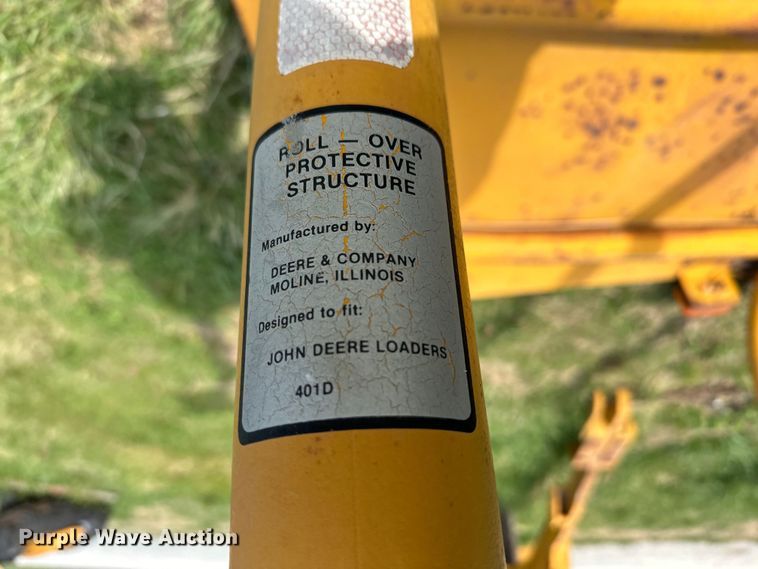 ROLL — OVER
PROTECTIVE
STRUCTURE
Manufactured by:
DEERE & COMPANY
MOLINE, ILLINOIS
Designed to fit:
JOHN DEERE LOADERS
401D
Purple Wave Auction